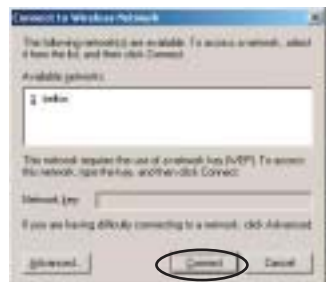 Connect to Wireless Network
The following network(s) are available. To access a network, select
it from the list, and then click Connect.
Available networks:
This network requires the use of a network key (WEP). To access
this network, type the key, and then click Connect.
Network key:
If you are having difficulty connecting to a network, click Advanced.
Advanced... Connect Cancel